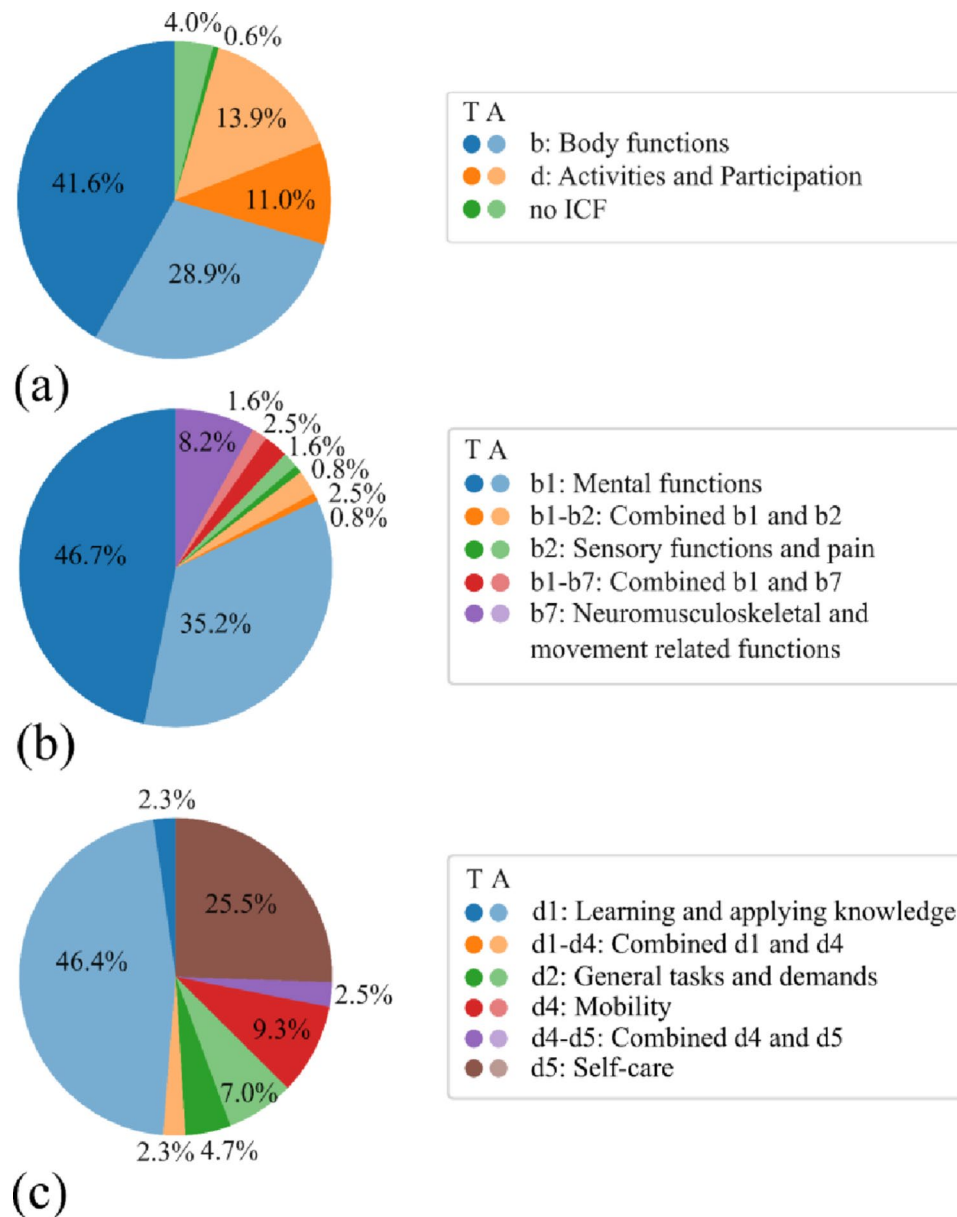 4.0%
0.6%
13.9%
41.6%
11.0%
28.9%
T A
b: Body functions
d: Activities and Participation
no ICF
(a)
1.6%
2.5%
8.2%
1.6%
0.8%
2.5%
0.8%
46.7%
35.2%
T A
b1: Mental functions
b1-b2: Combined b1 and b2
b2: Sensory functions and pain
b1-b7: Combined b1 and b7
b7: Neuromusculoskeletal and
movement related functions
(b)
2.3%
25.5%
46.4%
2.5%
9.3%
7.0%
2.3%
4.7%
T A
d1: Learning and applying knowledge
d1-d4: Combined d1 and d4
d2: General tasks and demands
d4: Mobility
d4-d5: Combined d4 and d5
d5: Self-care
(c)